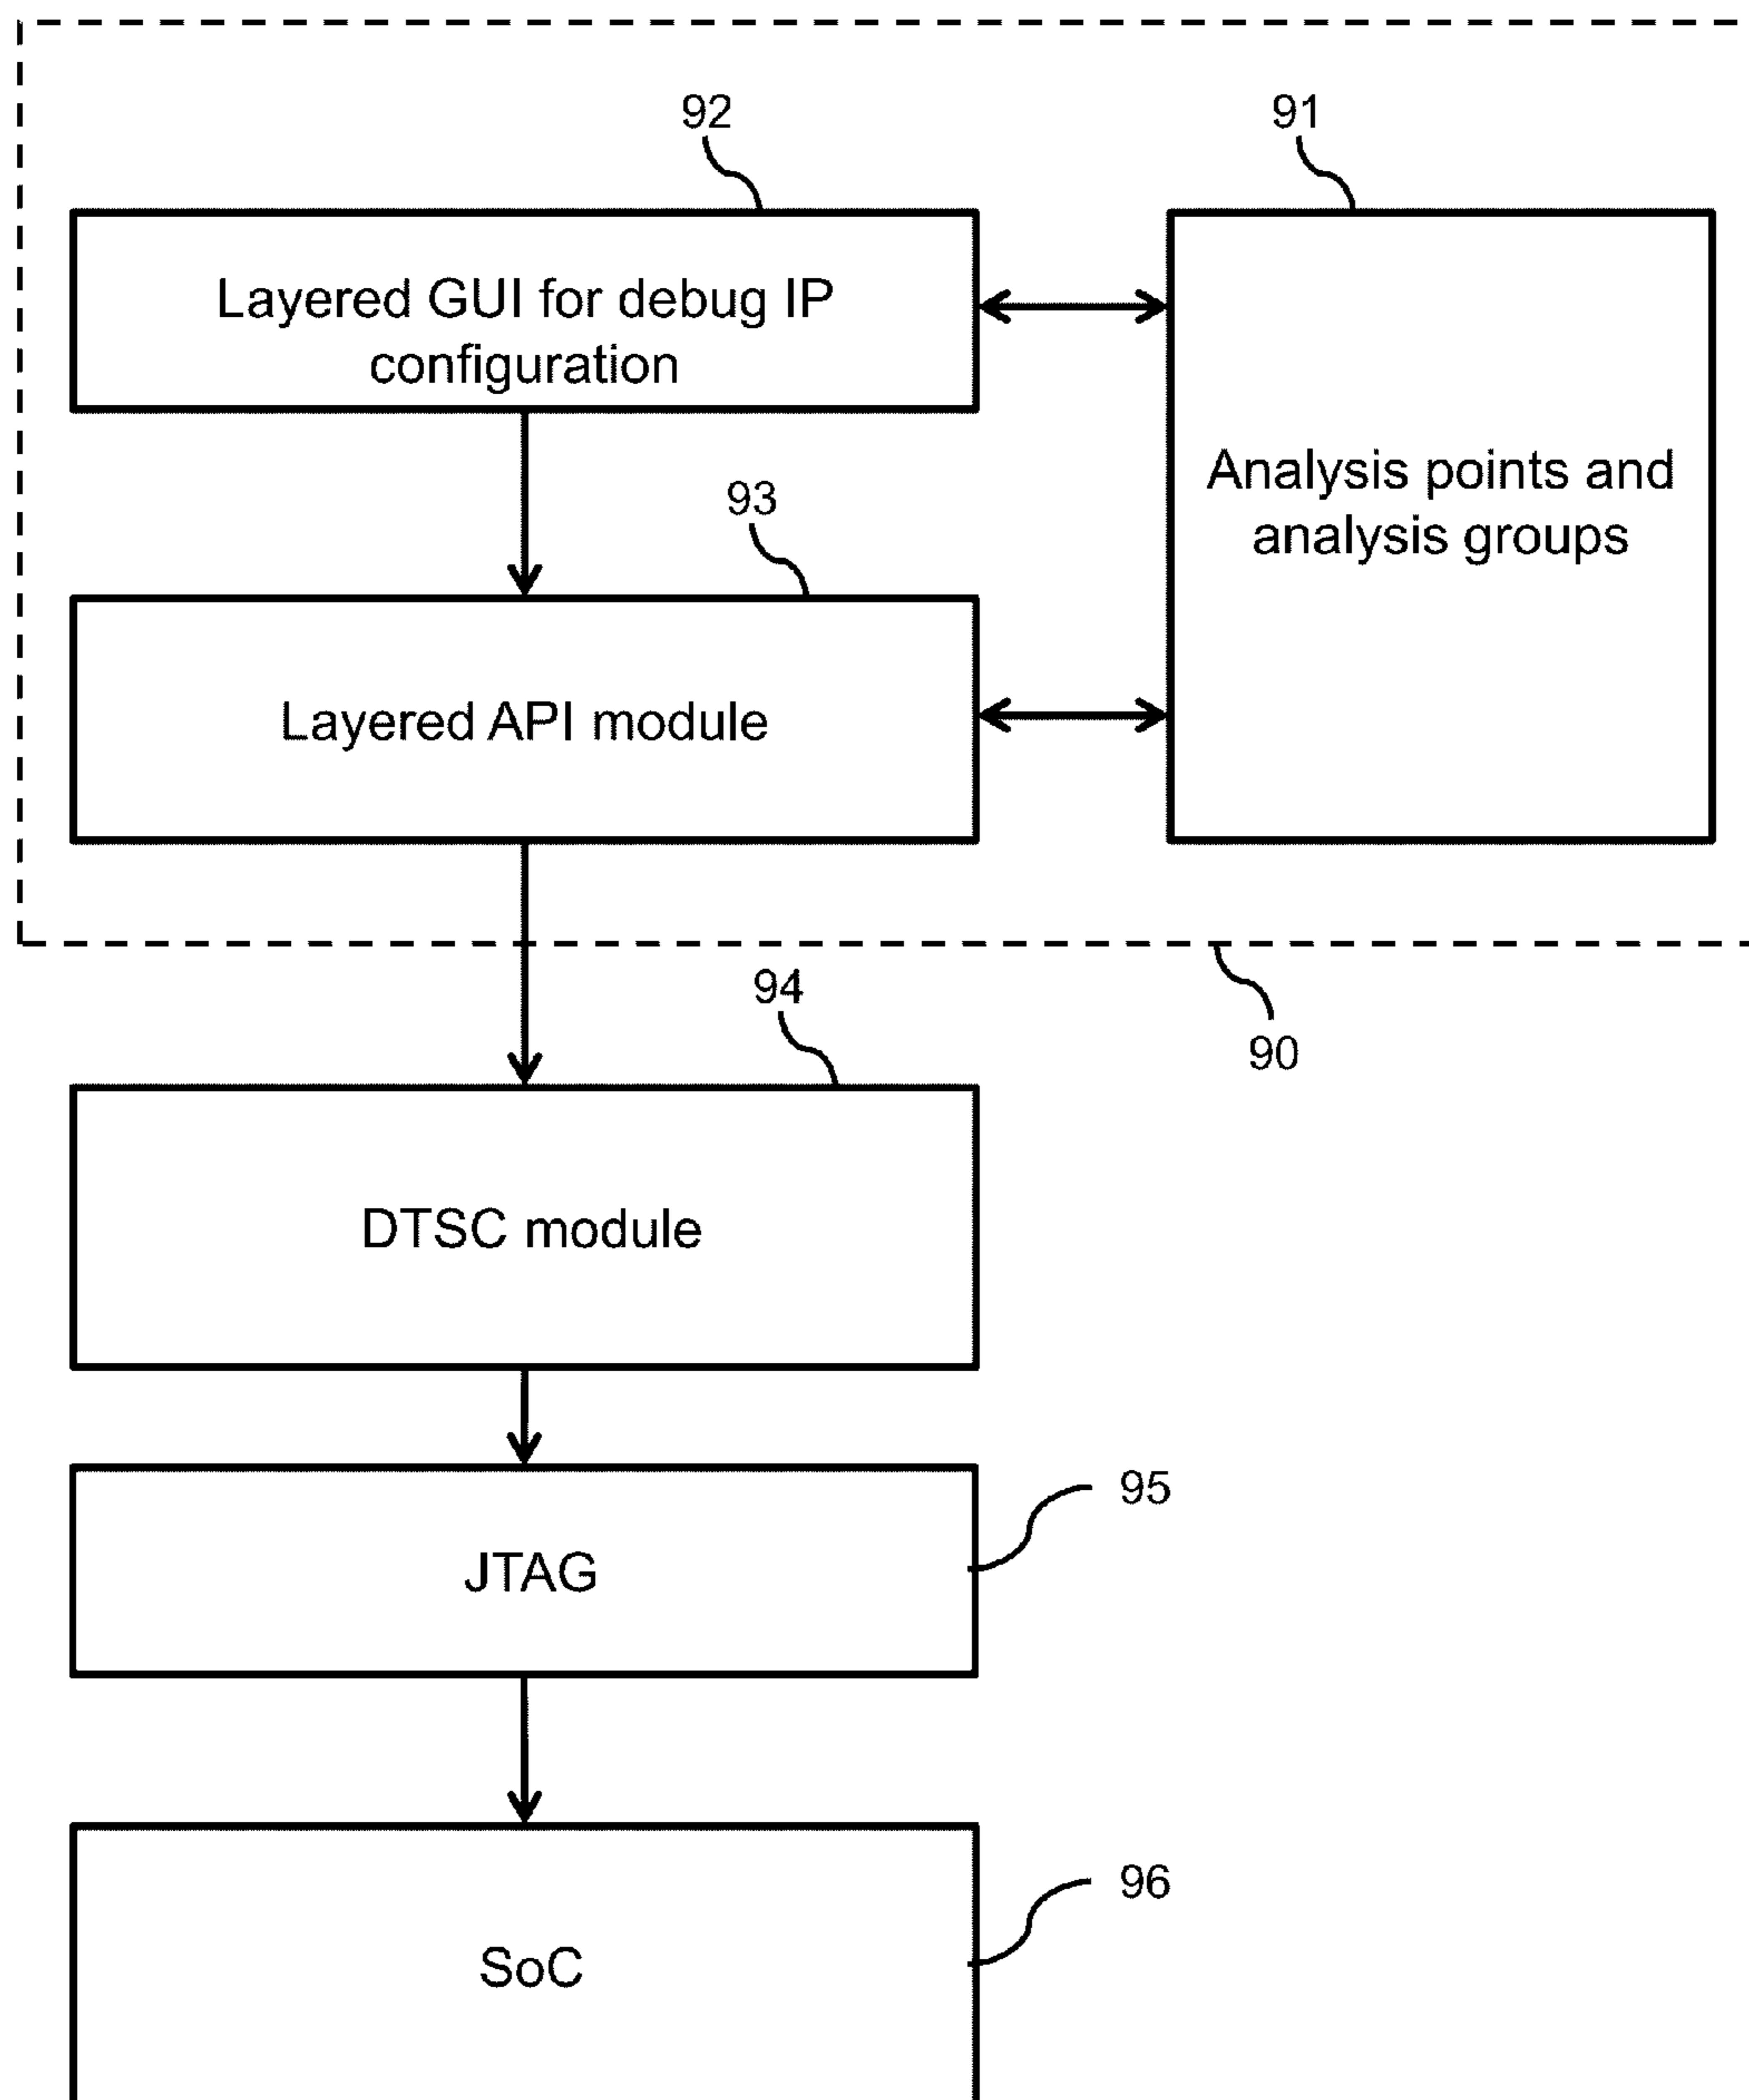 92
91
Layered GUI for debug IP
configuration
Analysis points and
analysis groups
93
Layered API module
94
90
DTSC module
95
JTAG
96
SoC